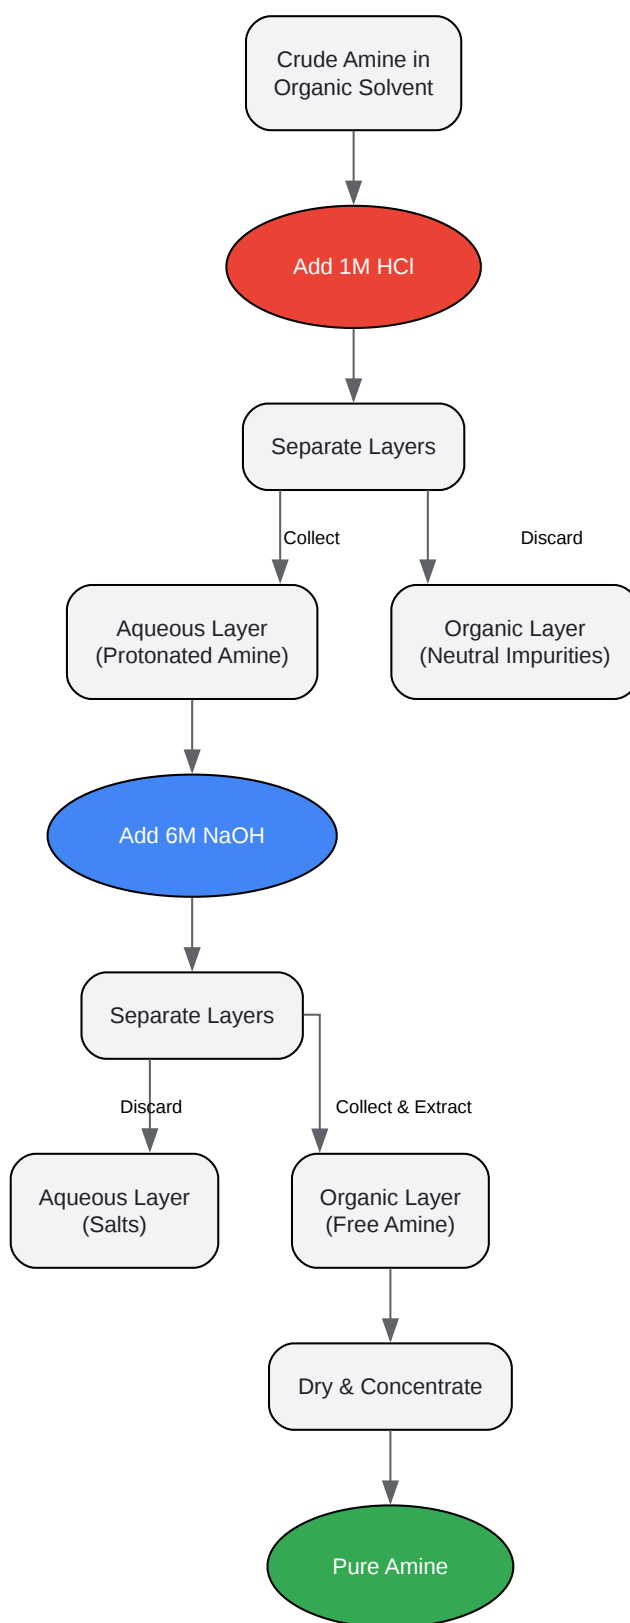 Crude Amine in
Organic Solvent
Add 1M HCl
Separate Layers
Collect
Discard
Aqueous Layer
(Protonated Amine)
Organic Layer
(Neutral Impurities)
Add 6M NaOH
Separate Layers
Discard
Collect & Extract
Aqueous Layer
(Salts)
Organic Layer
(Free Amine)
Dry & Concentrate
Pure Amine